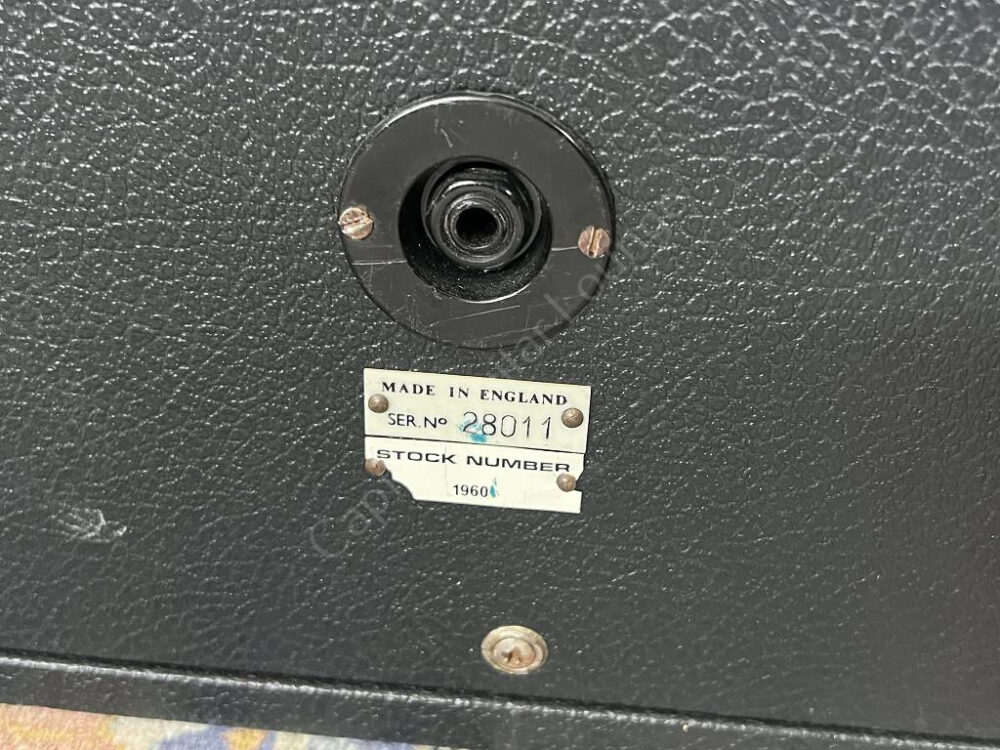 MADE IN ENGLAND
SER.Nº 28011
STOCK NUMBER
1960